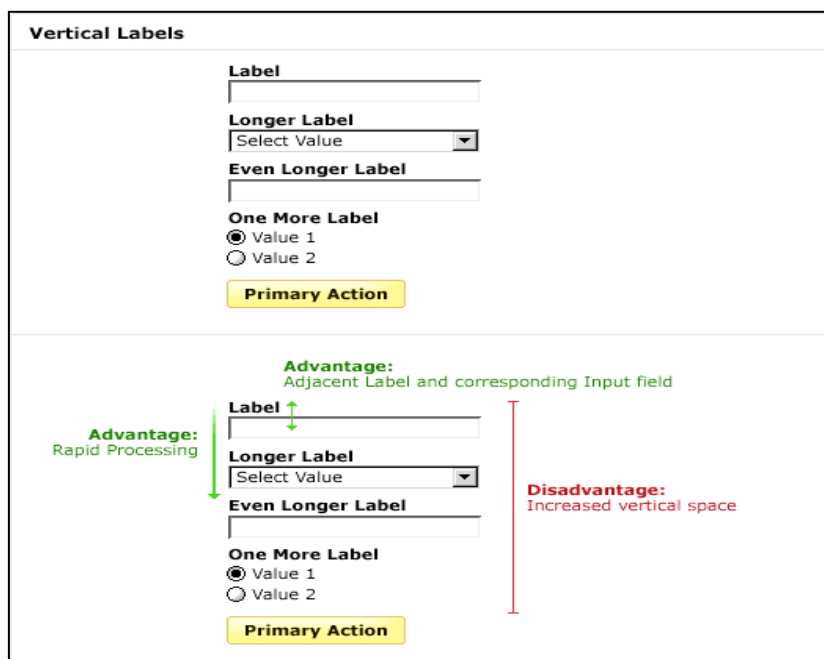 Vertical Labels
Label
Longer Label
Select Value
Even Longer Label
One More Label
Value 1
Value 2
Primary Action
Advantage:
Adjacent Label and corresponding Input field
Advantage:
Rapid Processing
Label
Longer Label
Select Value
Even Longer Label
One More Label
Value 1
Value 2
Primary Action
Disadvantage:
Increased vertical space